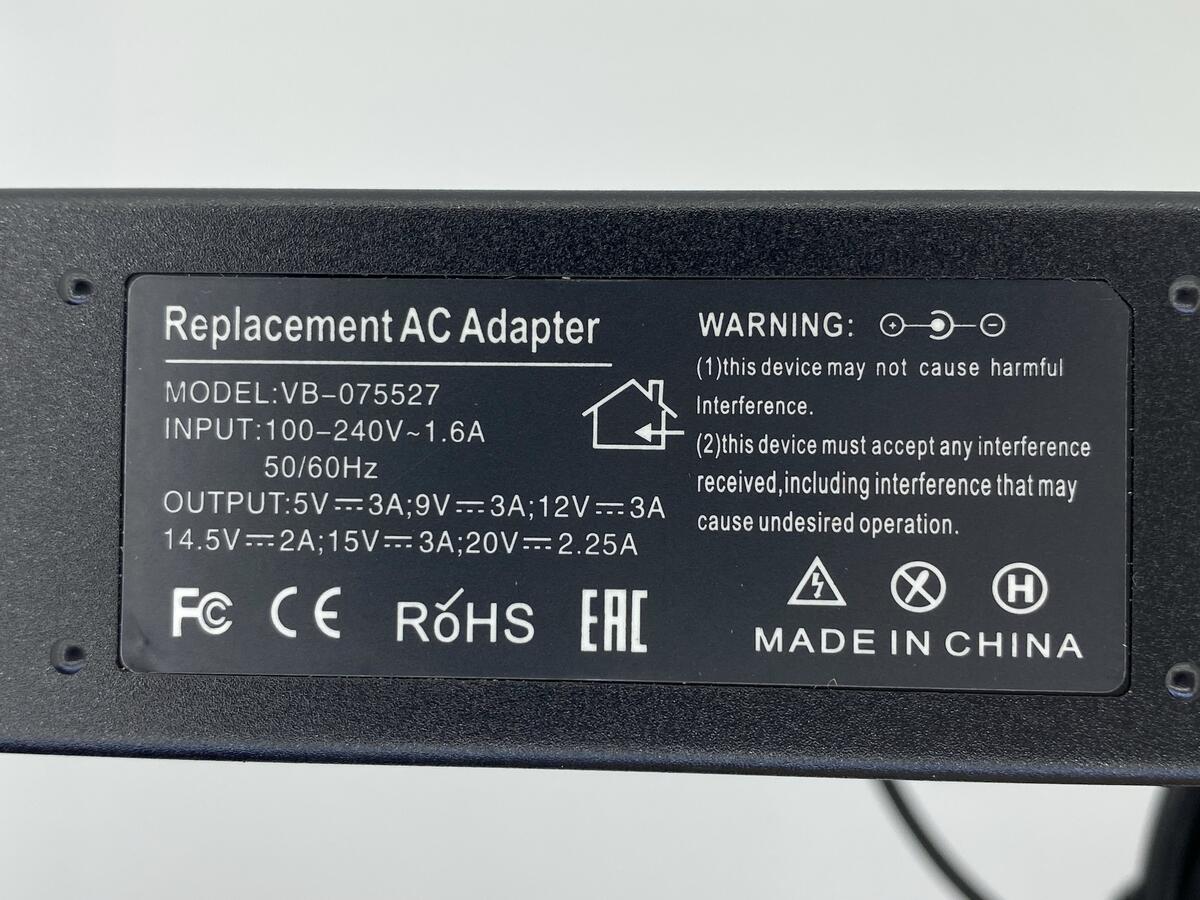 Replacement AC Adapter
MODEL:VB-075527
INPUT:100-240V~1.6A
50/60Hz
OUTPUT:5V⎓3A;9V⎓3A;12V⎓3A
14.5V⎓2A;15V⎓3A;20V⎓2.25A
FC CE RoHS EAC
WARNING:
(1)this device may not cause harmful
Interference.
(2)this device must accept any interference
received,including interference that may
cause undesired operation.
H
MADE IN CHINA